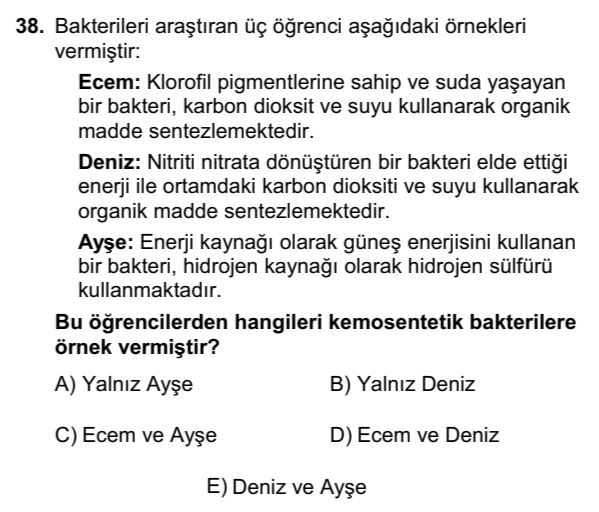 38. Bakterileri araştıran üç öğrenci aşağıdaki örnekleri
vermiştir:
Ecem: Klorofil pigmentlerine sahip ve suda yaşayan
bir bakteri, karbon dioksit ve suyu kullanarak organik
madde sentezlemektedir.
Deniz: Nitriti nitrata dönüştüren bir bakteri elde ettiği
enerji ile ortamdaki karbon dioksiti ve suyu kullanarak
organik madde sentezlemektedir.
Ayşe: Enerji kaynağı olarak güneş enerjisini kullanan
bir bakteri, hidrojen kaynağı olarak hidrojen sülfürü
kullanmaktadır.
Bu öğrencilerden hangileri kemosentetik bakterilere
örnek vermiştir?
A) Yalnız Ayşe B) Yalnız Deniz
C) Ecem ve Ayşe D) Ecem ve Deniz
E) Deniz ve Ayşe